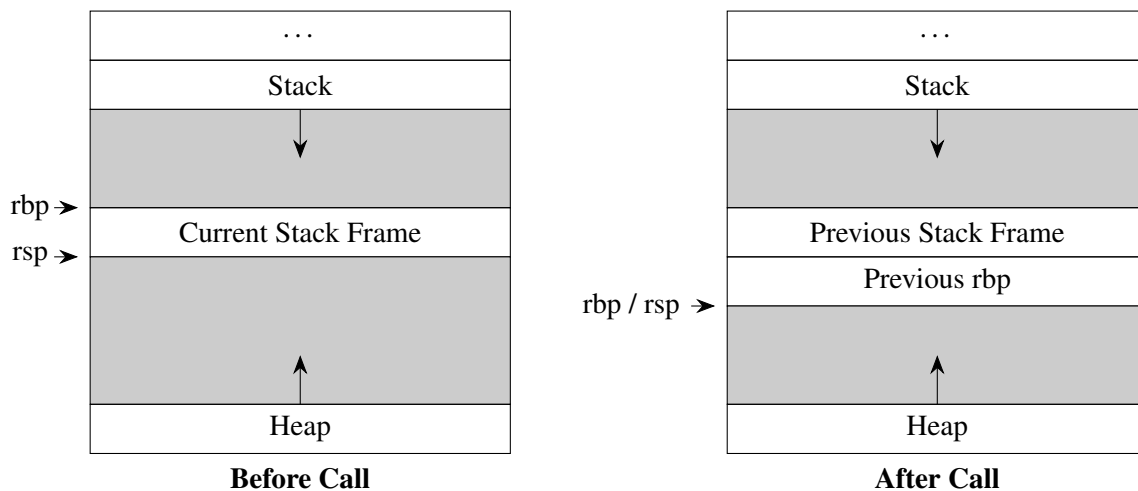 ...
Stack
rbp
Current Stack Frame
rsp
Heap
Before Call
...
Stack
Previous Stack Frame
Previous rbp
rbp / rsp
Heap
After Call